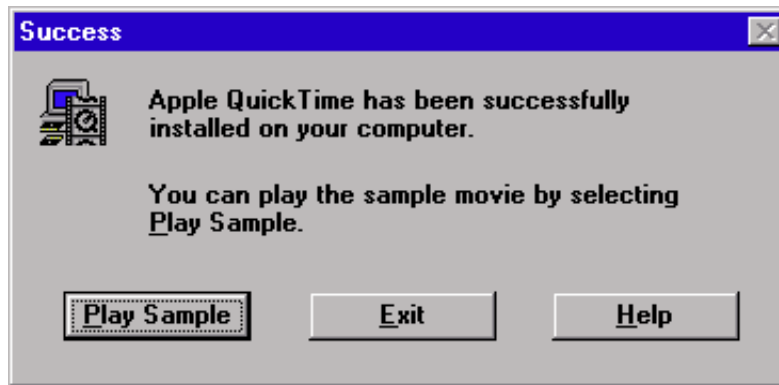 Success
Apple QuickTime has been successfully
installed on your computer.
You can play the sample movie by selecting
Play Sample.
Play Sample
Exit
Help